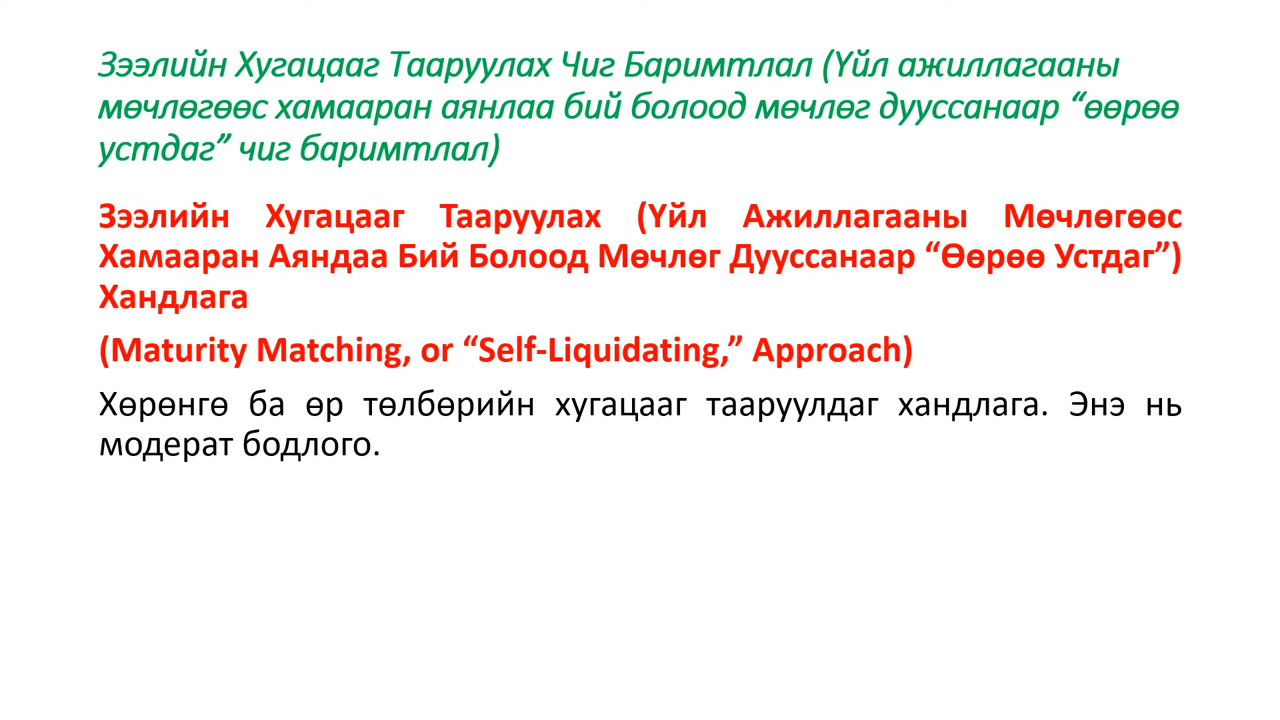 Зээлийн Хугацааг Тааруулах Чиг Баримтлал (Үйл ажиллагааны
мөчлөгөөс хамааран аянлаа бий болоод мөчлөг дууссанаар “өөрөө
устдаг” чиг баримтлал)
Зээлийн Хугацааг Тааруулах (Үйл Ажиллагааны Мөчлөгөөс
Хамааран Аяндаа Бий Болоод Мөчлөг Дууссанаар “Өөрөө Устдаг”)
Хандлага
(Maturity Matching, or “Self-Liquidating,” Approach)
Хөрөнгө ба өр төлбөрийн хугацааг тааруулдаг хандлага. Энэ нь
модерат бодлого.